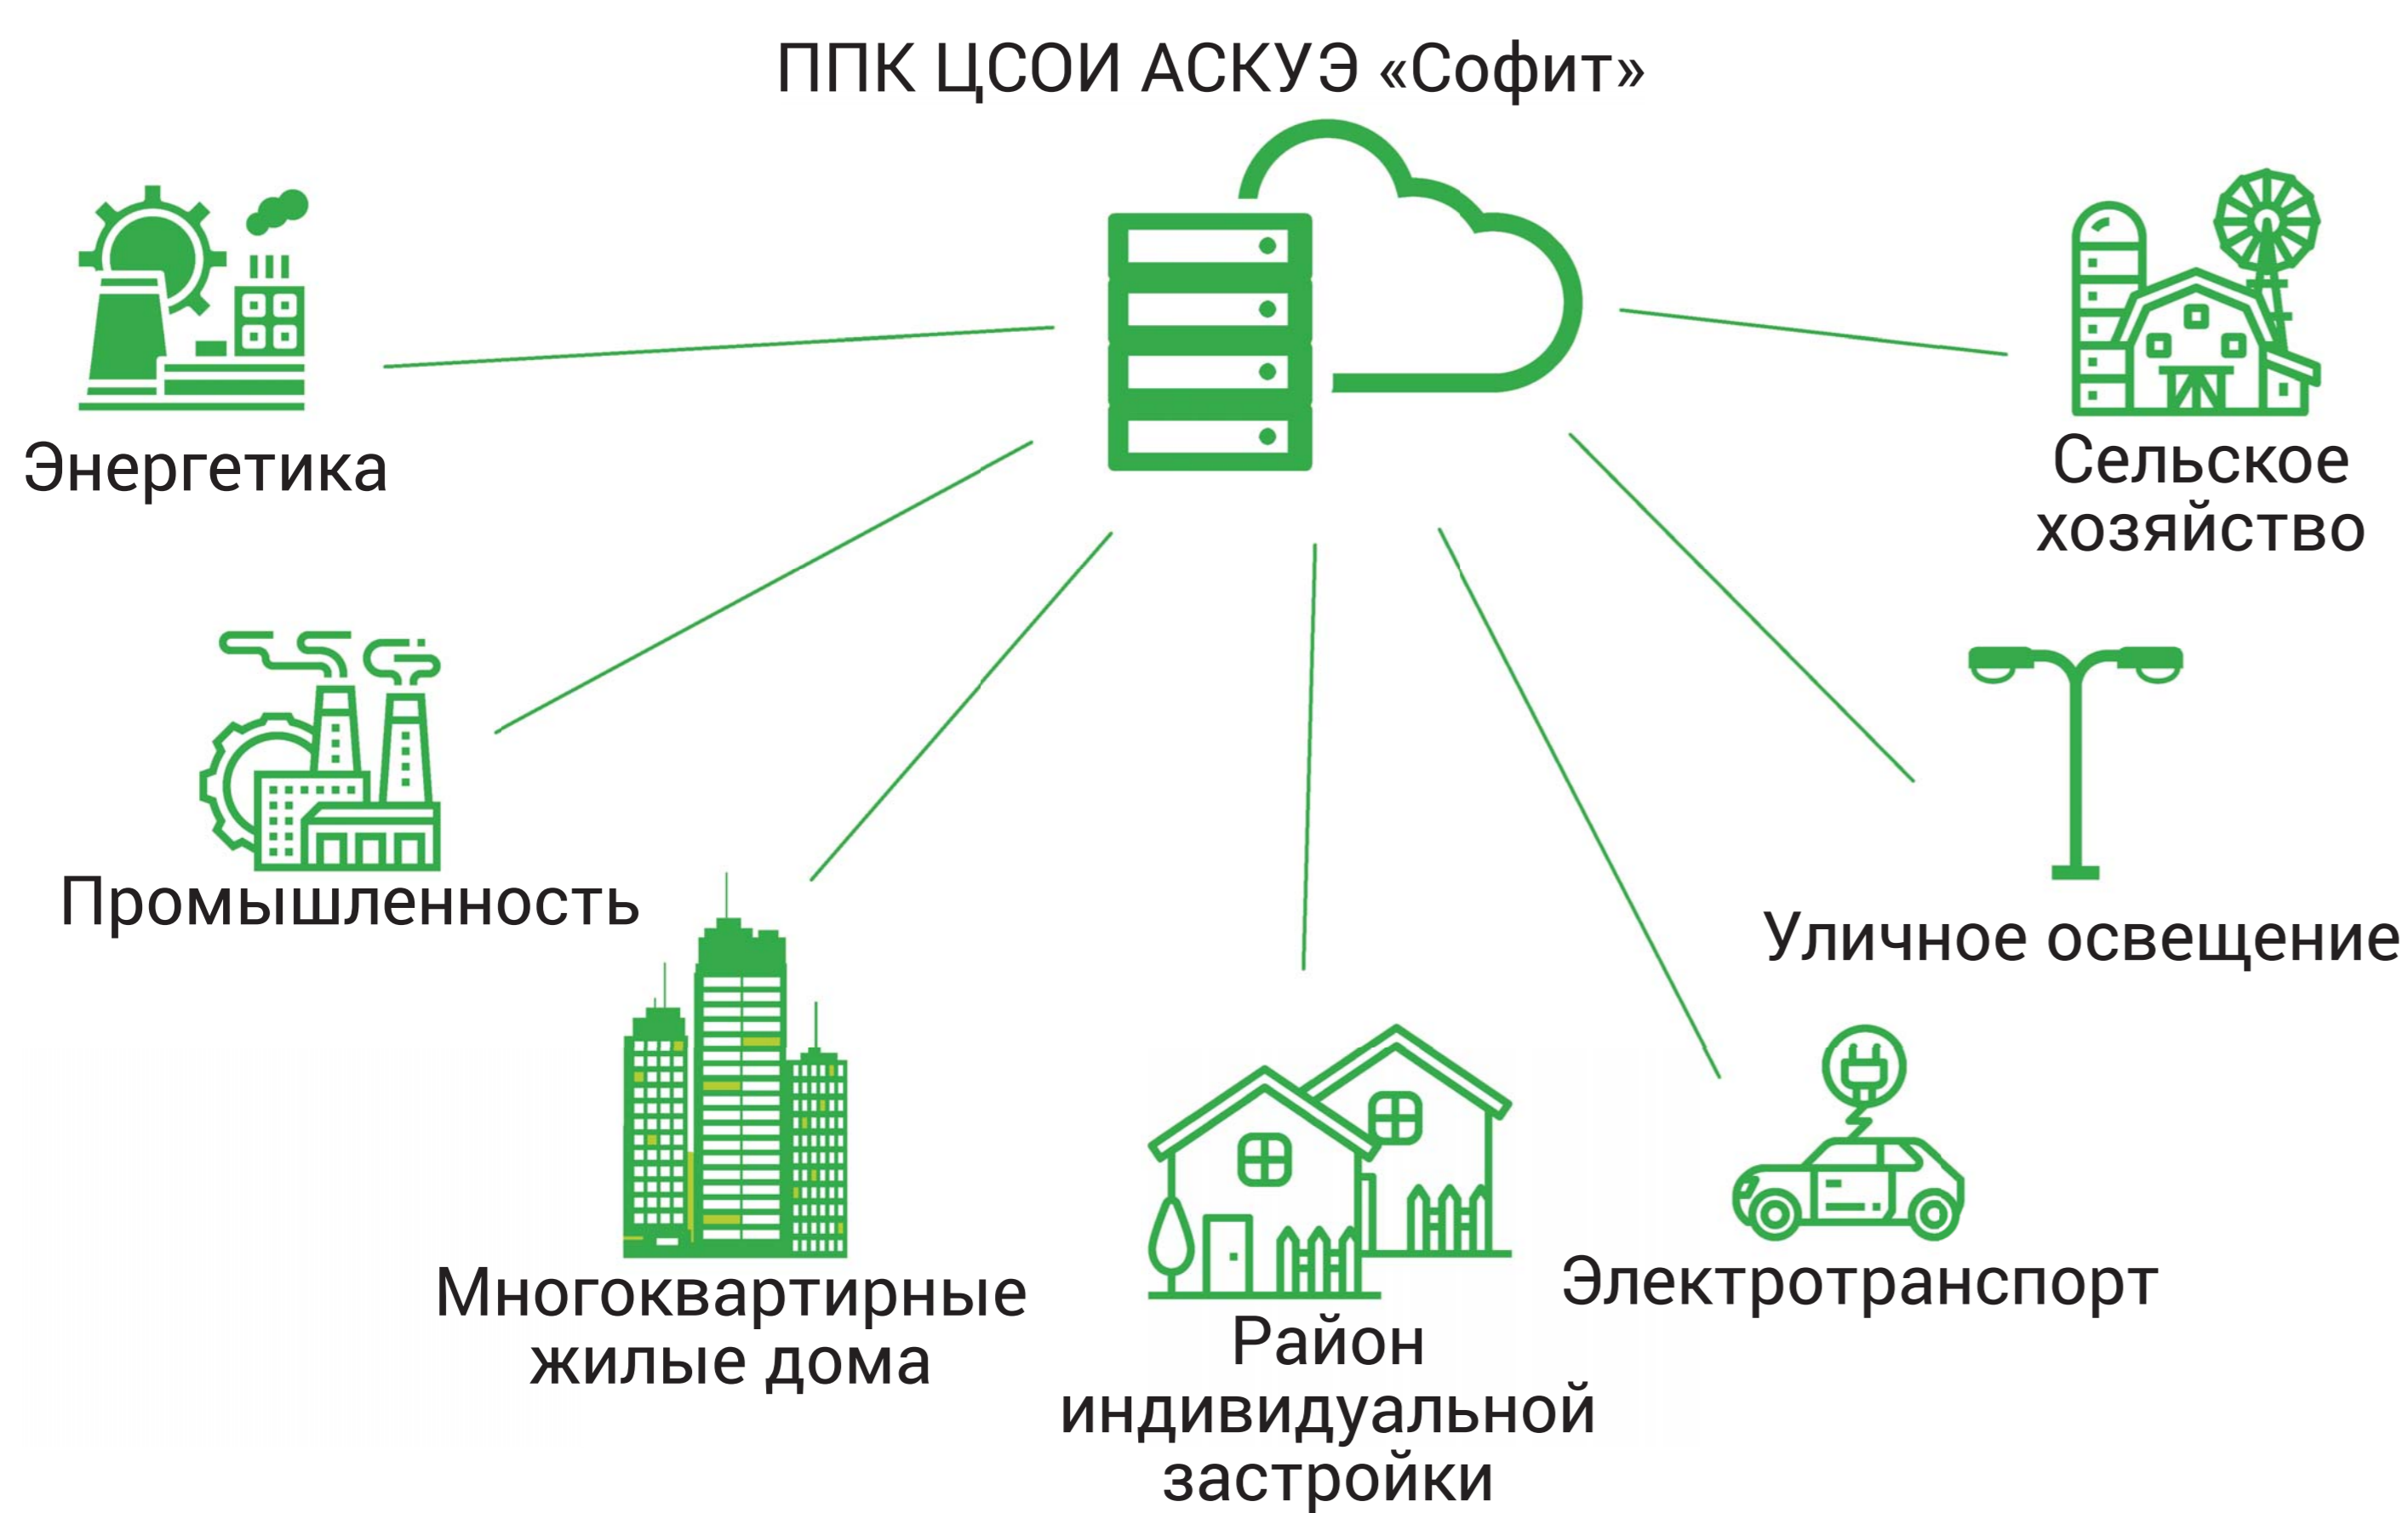 ППК ЦСОИ АСКУЭ «Софит»
Энергетика
Сельское
хозяйство
Промышленность
Уличное освещение
Многоквартирные
жилые дома
Район
индивидуальной
застройки
Электротранспорт